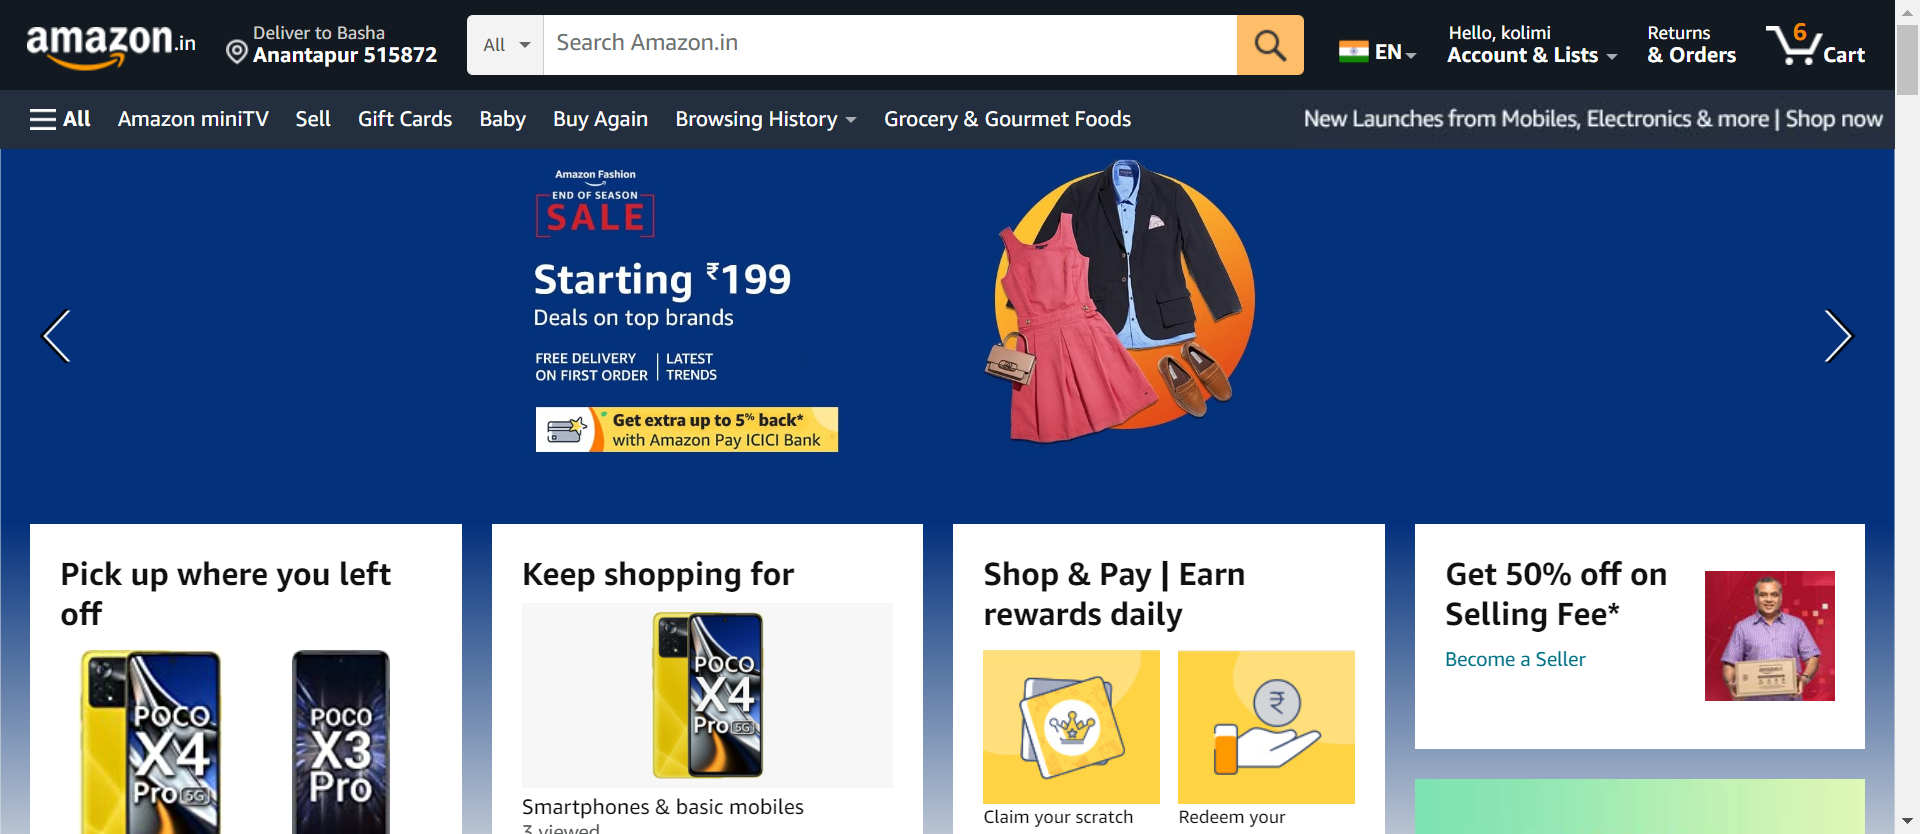 amazon.in
Deliver to Basha
Anantapur 515872
All
Search Amazon.in
EN
Hello, kolimi
Account & Lists
Returns
& Orders
6
Cart
All
Amazon miniTV
Sell
Gift Cards
Baby
Buy Again
Browsing History
Grocery & Gourmet Foods
New Launches from Mobiles, Electronics & more | Shop now
Amazon Fashion
END OF SEASON
SALE
Starting ₹199
Deals on top brands
FREE DELIVERY
ON FIRST ORDER
LATEST
TRENDS
Get extra up to 5% back*
with Amazon Pay ICICI Bank
Pick up where you left
off
POCO
X4
Pro 5G
POCO
X3
Pro
Keep shopping for
POCO
X4
Pro 5G
Smartphones & basic mobiles
3 viewed
Shop & Pay | Earn
rewards daily
₹
Claim your scratch
Redeem your
Get 50% off on
Selling Fee*
Become a Seller